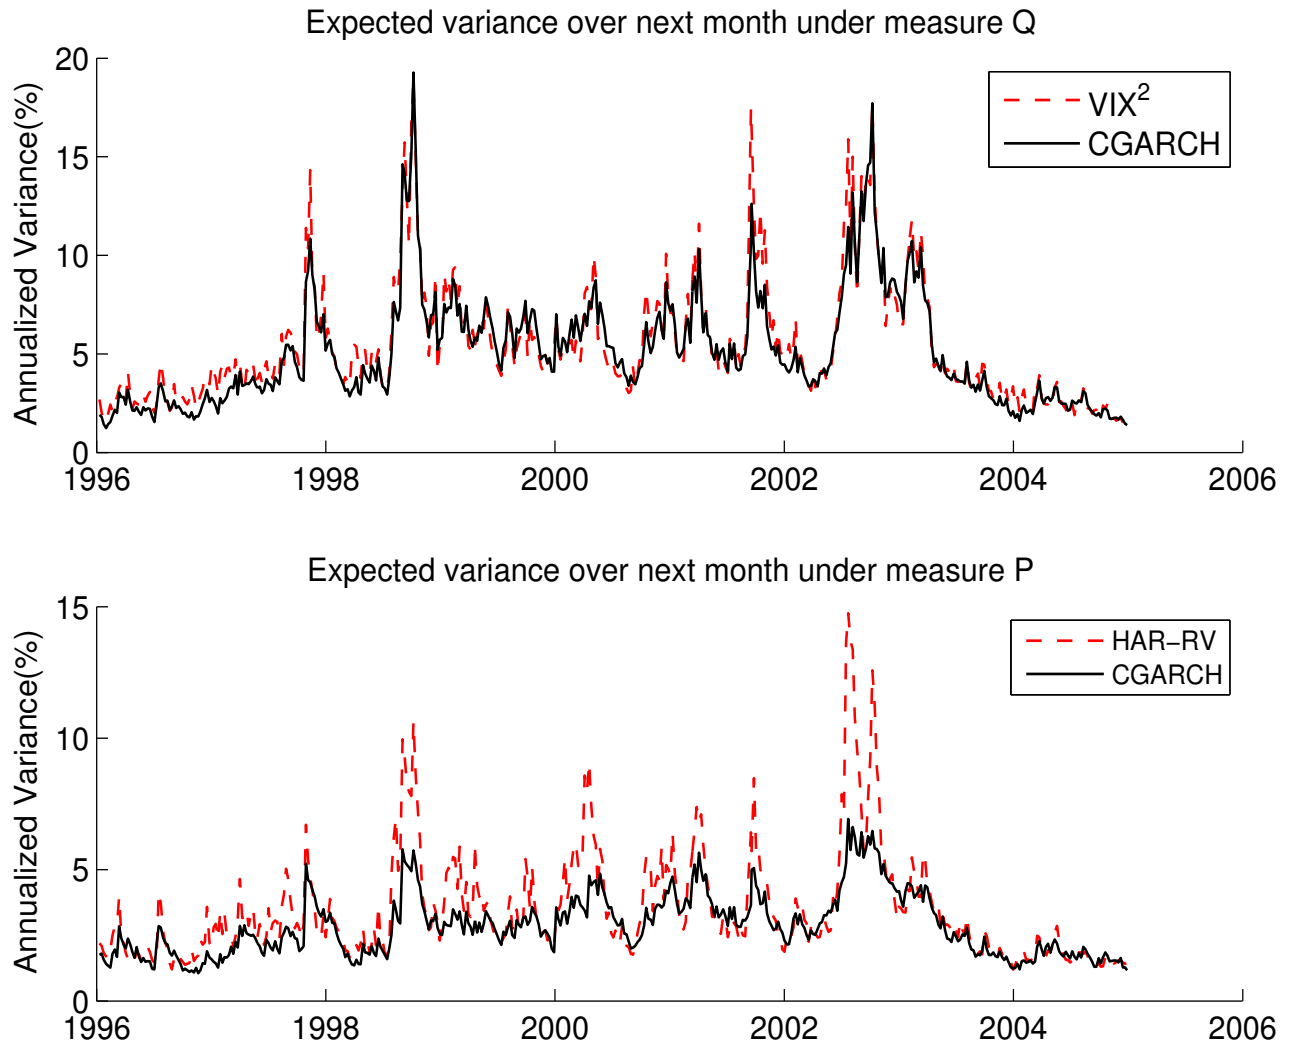 Expected variance over next month under measure Q
Annualized Variance(%)
20
15
10
5
0
VIX²
CGARCH
1996
1998
2000
2002
2004
2006
Expected variance over next month under measure P
Annualized Variance(%)
15
10
5
0
HAR−RV
CGARCH
1996
1998
2000
2002
2004
2006